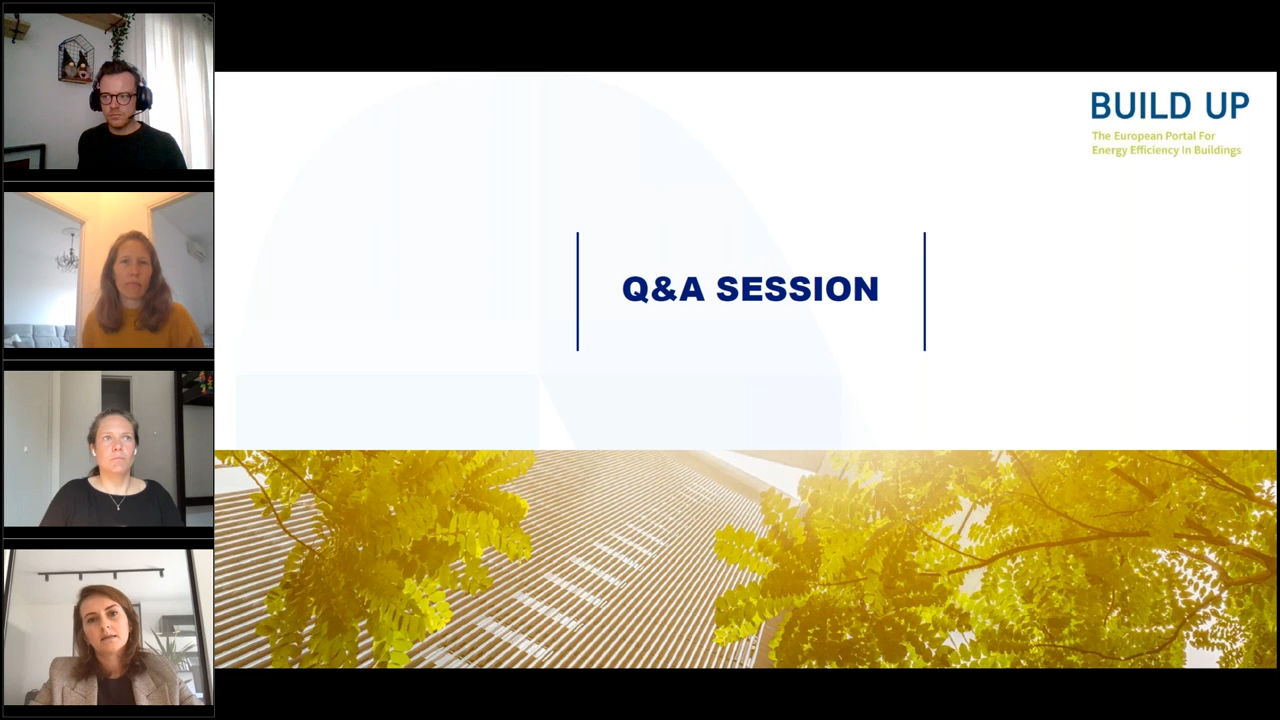 BUILD UP
The European Portal For
Energy Efficiency In Buildings
Q&A SESSION